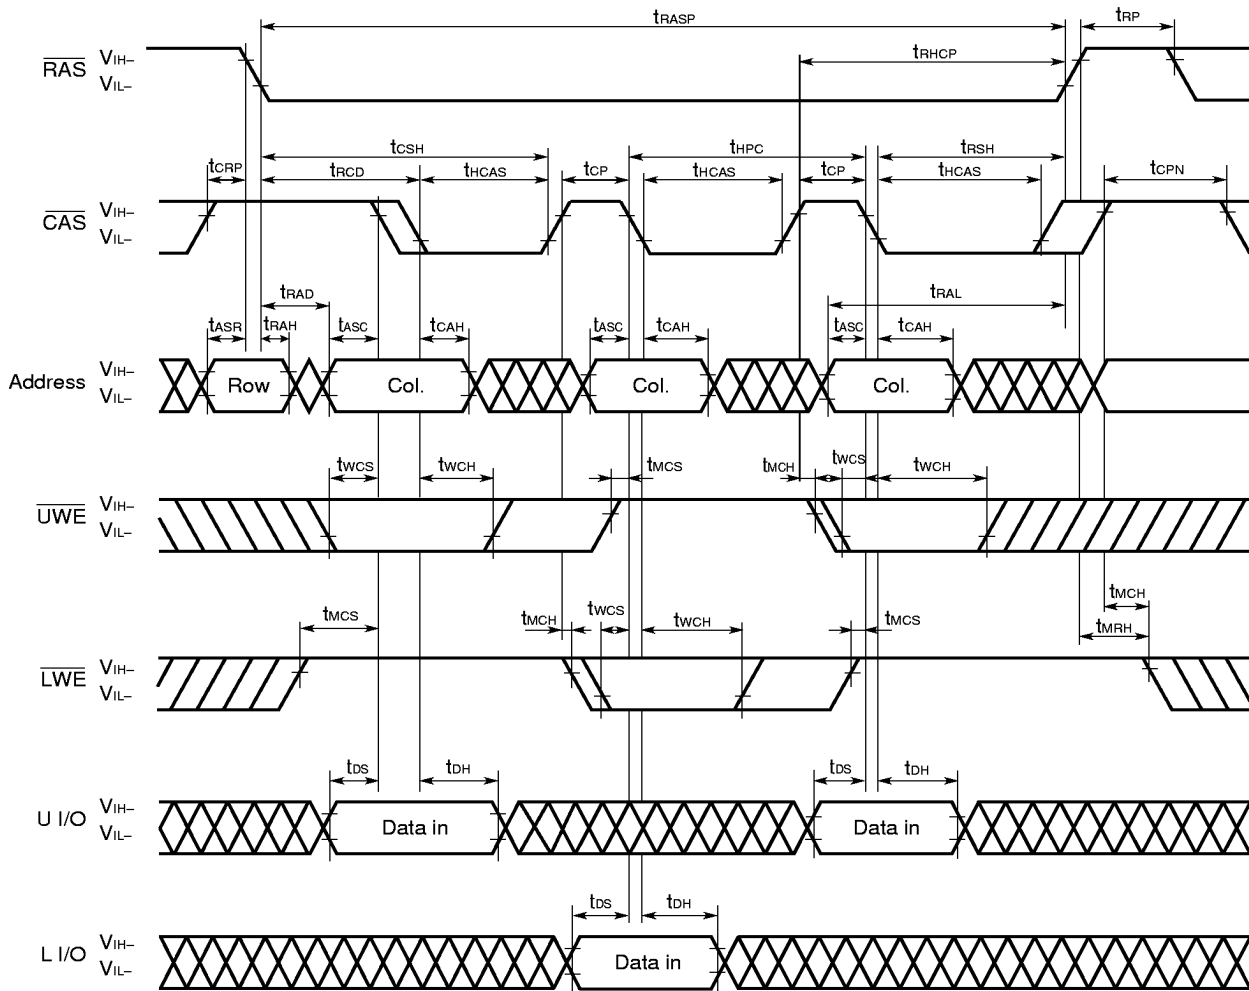 tRASP tRP
tRHCP
RAS VIH–
VIL–
tCSH tHPC tRSH
tCRP tRCD tHCAS tCP tHCAS tCP tHCAS tCPN
CAS VIH–
VIL–
tRAD tRAL
tASR tRAH tASC tCAH tASC tCAH tASC tCAH
Address VIH–
VIL–
Row Col. Col. Col.
tWCS tWCH tMCS tMCH tWCS tWCH
UWE VIH–
VIL–
tMCS tMCH tWCS tWCH tMCS tMCH
tMRH
LWE VIH–
VIL–
tDS tDH tDS tDH
U I/O VIH–
VIL–
Data in Data in
tDS tDH
L I/O VIH–
VIL–
Data in